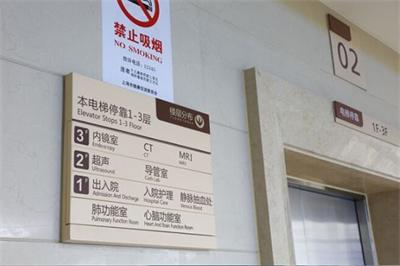 禁止吸烟
NO SMOKING
本电梯停靠1-3层
Elevator Stops 1-3 Floor
楼层分布
3 内镜室 CT MRI
Endoscopy CT MRI
2 超声 导管室
Ultrasound Cath Lab
1 出入院 入院护理 静脉抽血处
Admission And Discharge Hospital Care Venous Blood
肺功能室 心脑功能室
Pulmonary Function Room Heart And Brain Function Room
02
电梯停靠
1F-3F